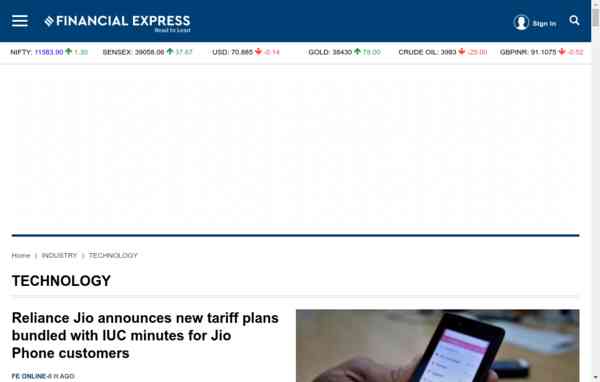 FINANCIAL EXPRESS
Read to Lead
Sign In
NIFTY: 11583.90 1.30 SENSEX: 39058.06 37.67 USD: 70.885 -0.14 GOLD: 38430 79.00 CRUDE OIL: 3983 -25.00 GBPINR: 91.1075 -0.52
Home | INDUSTRY | TECHNOLOGY
TECHNOLOGY
Reliance Jio announces new tariff plans
bundled with IUC minutes for Jio
Phone customers
FE ONLINE-8 H AGO